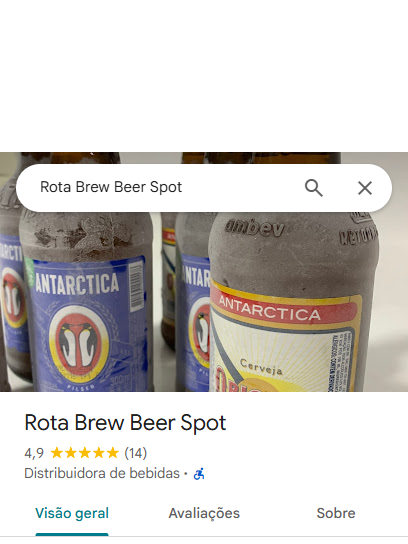 Rota Brew Beer Spot
ambev
ANTARCTICA
ANTARCTICA
Cerveja
PILSEN
Rota Brew Beer Spot
4,9 (14)
Distribuidora de bebidas •
Visão geral
Avaliações
Sobre